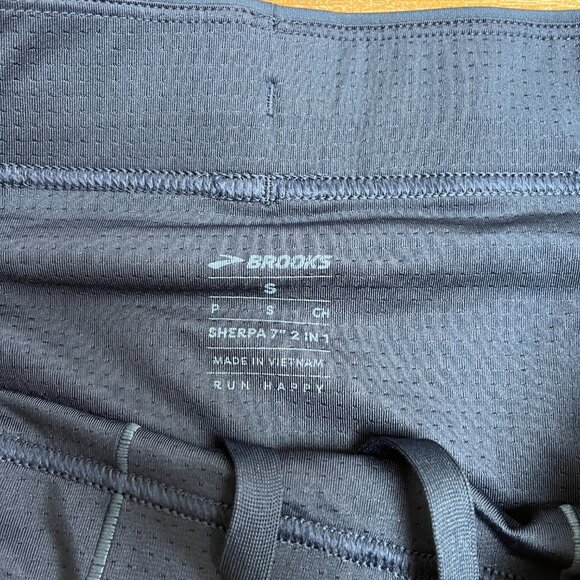 BROOKS
S
P S CH
SHERPA 7" 2 IN 1
MADE IN VIETNAM
RUN HAPPY